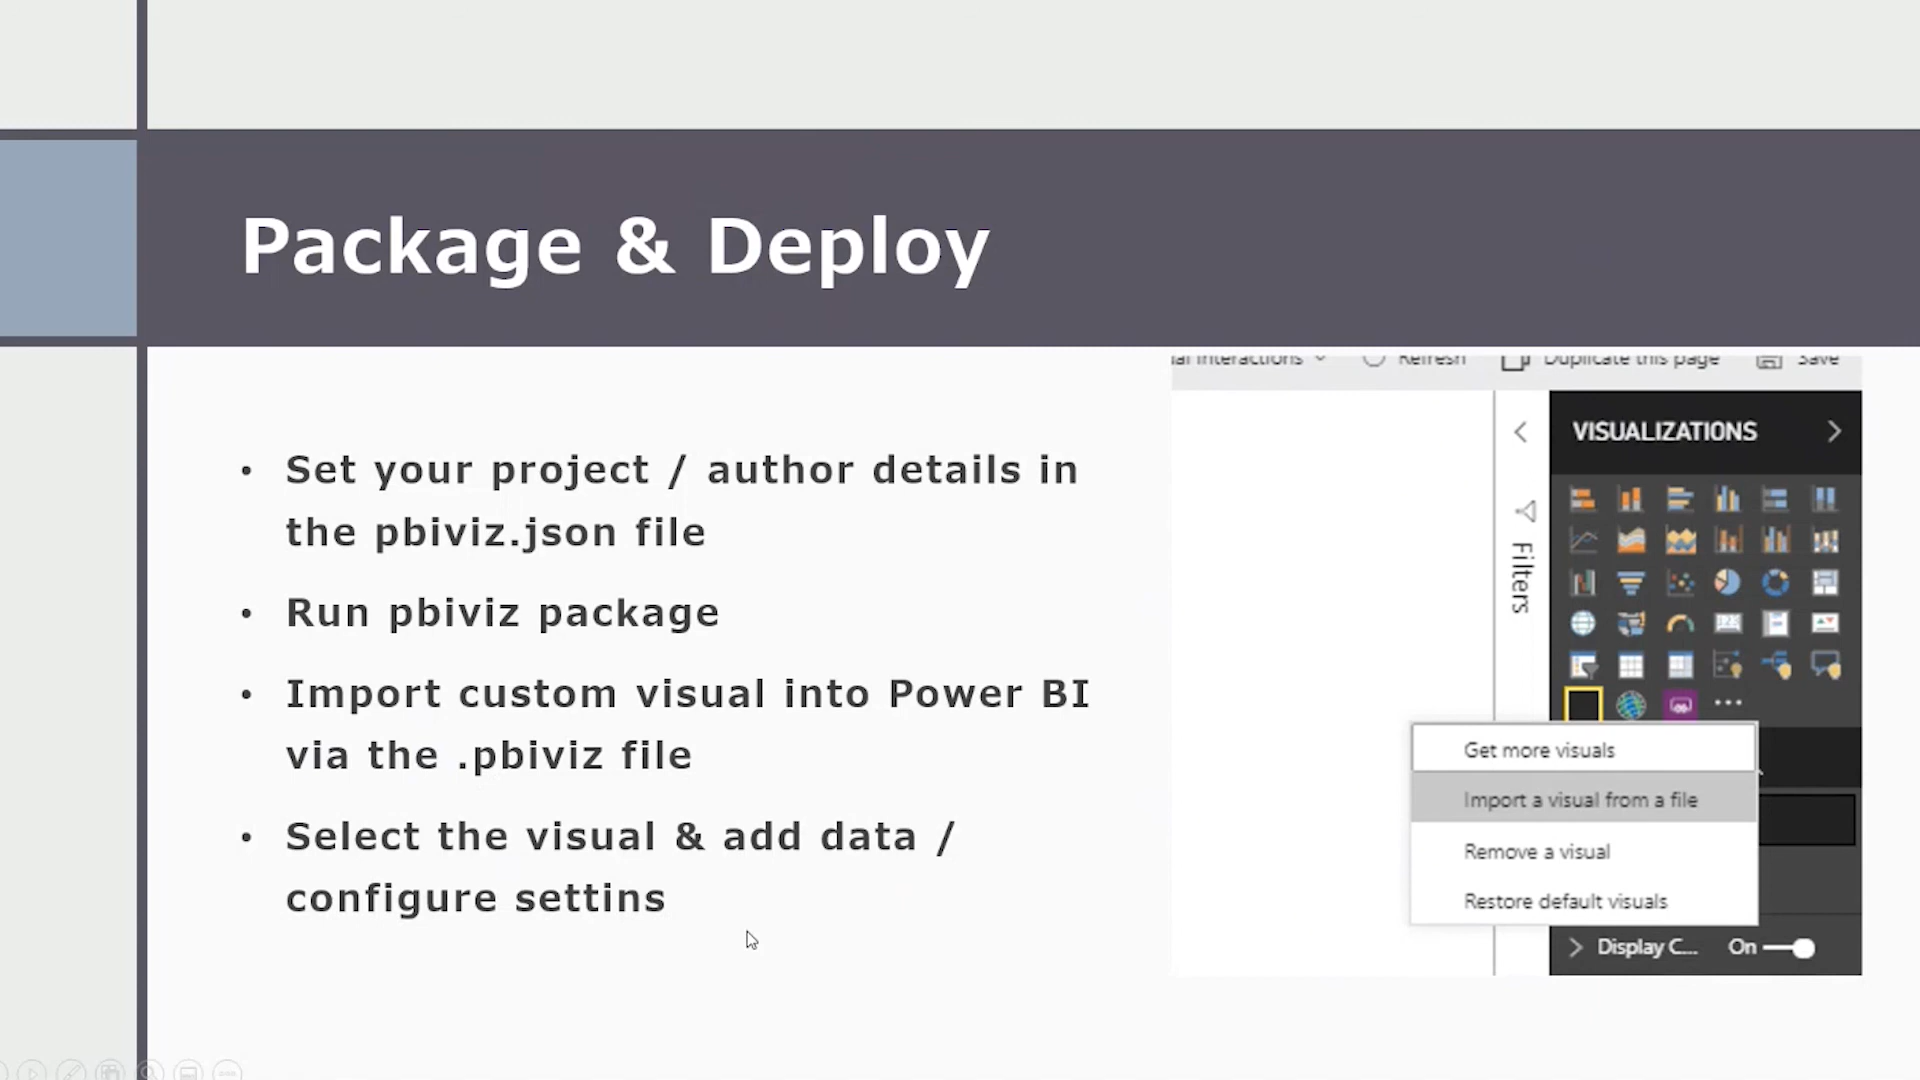 Package & Deploy
• Set your project / author details in
the pbiviz.json file
• Run pbiviz package
• Import custom visual into Power BI
via the .pbiviz file
• Select the visual & add data /
configure settins
al Interactions
Refresh
Duplicate this page
Save
VISUALIZATIONS
Filters
Get more visuals
Import a visual from a file
Remove a visual
Restore default visuals
Display C... On